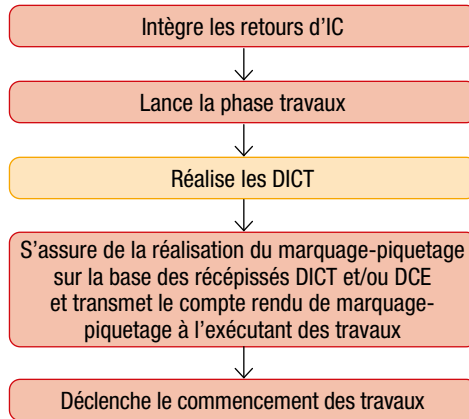 Intègre les retours d’IC
Lance la phase travaux
Réalise les DICT
S’assure de la réalisation du marquage-piquetage
sur la base des récépissés DICT et/ou DCE
et transmet le compte rendu de marquage-
piquetage à l’exécutant des travaux
Déclenche le commencement des travaux